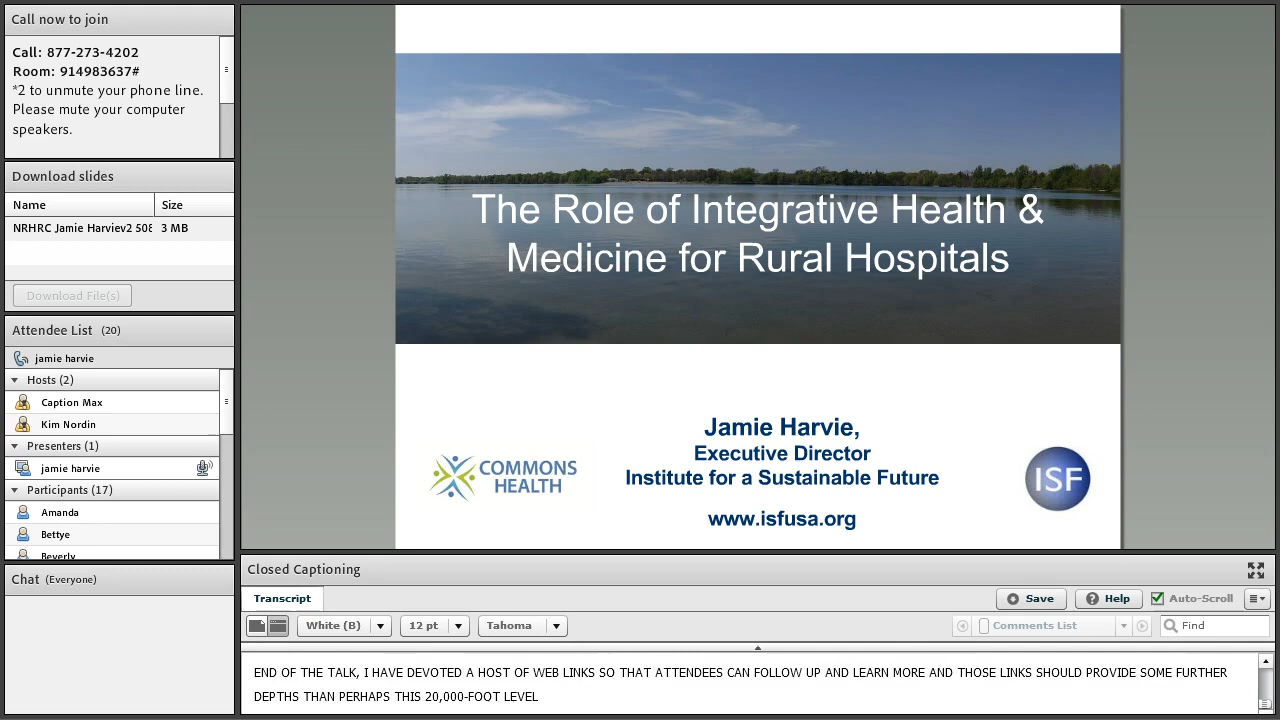 Call now to join
Call: 877-273-4202
Room: 914983637#
*2 to unmute your phone line.
Please mute your computer
speakers.
Download slides
Name Size
NRHRC Jamie Harviev2 508 3 MB
Download File(s)
Attendee List (20)
jamie harvie
Hosts (2)
Caption Max
Kim Nordin
Presenters (1)
jamie harvie
Participants (17)
Amanda
Bettye
Beverly
Chat (Everyone)
The Role of Integrative Health &
Medicine for Rural Hospitals
COMMONS
HEALTH
Jamie Harvie,
Executive Director
Institute for a Sustainable Future
www.isfusa.org
ISF
Closed Captioning
Transcript Save Help Auto-Scroll
White (B) 12 pt Tahoma Comments List Find
END OF THE TALK, I HAVE DEVOTED A HOST OF WEB LINKS SO THAT ATTENDEES CAN FOLLOW UP AND LEARN MORE AND THOSE LINKS SHOULD PROVIDE SOME FURTHER
DEPTHS THAN PERHAPS THIS 20,000-FOOT LEVEL